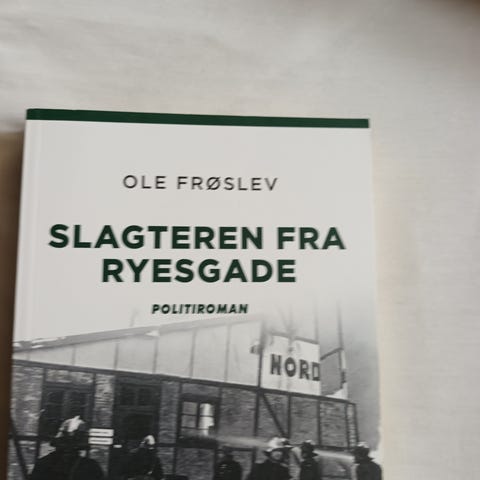 OLE FRØSLEV
SLAGTEREN FRA
RYESGADE
POLITIROMAN
NORD